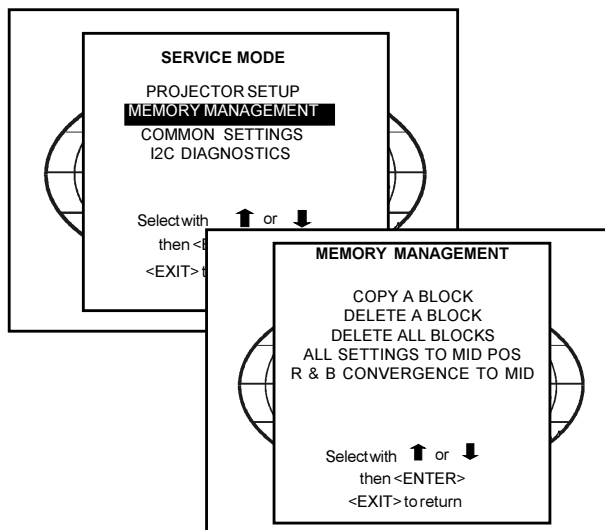 SERVICE MODE
PROJECTOR SETUP
MEMORY MANAGEMENT
COMMON SETTINGS
I2C DIAGNOSTICS
Select with ⬆ or ⬇
then <E
<EXIT> t
MEMORY MANAGEMENT
COPY A BLOCK
DELETE A BLOCK
DELETE ALL BLOCKS
ALL SETTINGS TO MID POS
R & B CONVERGENCE TO MID
Select with ⬆ or ⬇
then <ENTER>
<EXIT> to return